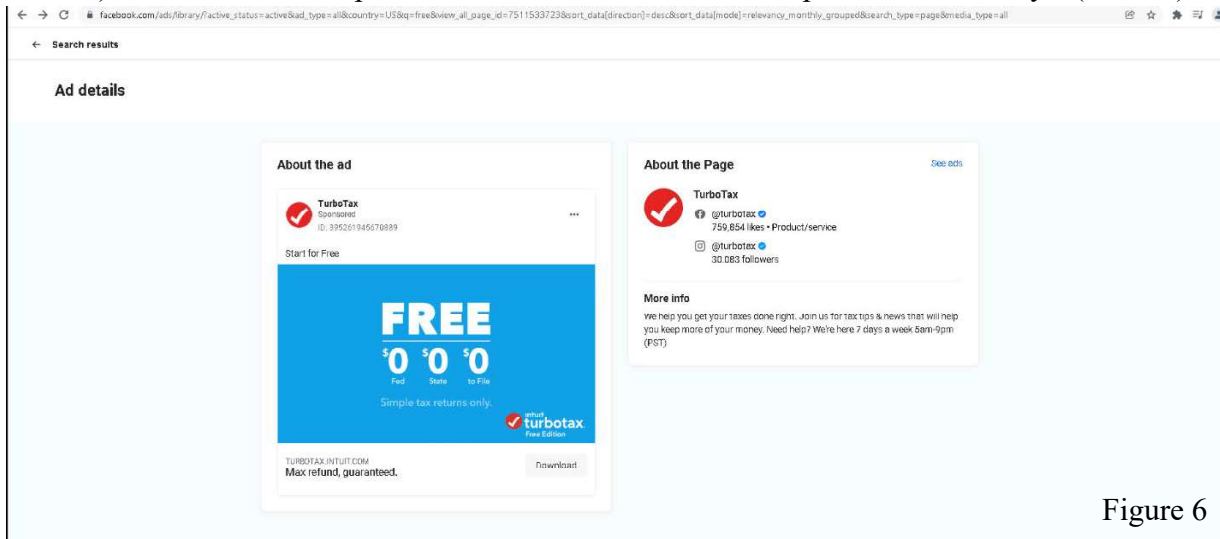 facebook.com/ads/library/?active_status=active&ad_type=all&country=US&q=free&view_all_page_id=7511533723&sort_data[direction]=desc&sort_data[mode]=relevancy_monthly_grouped&search_type=page&media_type=all
Search results
Ad details
About the ad
TurboTax
Sponsored
ID: 395261945670889
Start for Free
FREE
$0 $0 $0
Fed State to File
Simple tax returns only.
intuit
turbotax
Free Edition
TURBOTAX.INTUIT.COM
Max refund, guaranteed.
Download
About the Page
See ads
TurboTax
@turbotax
759,654 likes • Product/service
@turbotax
30,083 followers
More info
We help you get your taxes done right. Join us for tax tips & news that will help
you keep more of your money. Need help? We're here 7 days a week 5am-9pm
(PST)
Figure 6